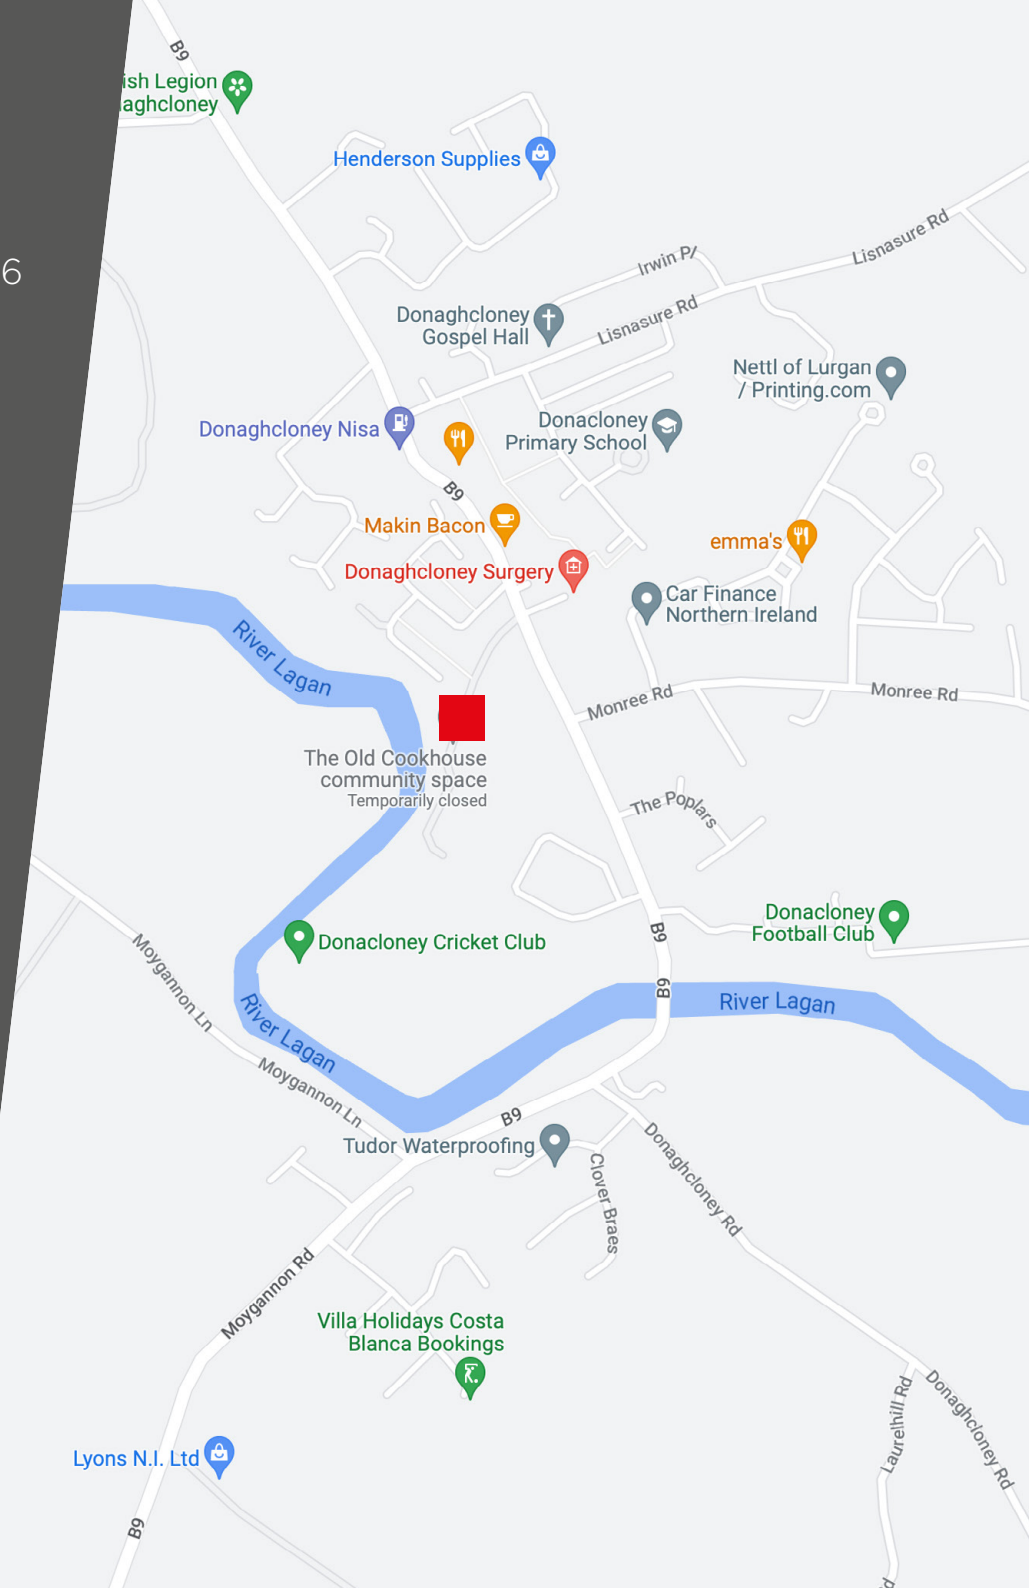 B9
ish Legion
aghcloney
Henderson Supplies
6
Lisnasure Rd
Irwin Pl
Donaghcloney
Gospel Hall
Lisnasure Rd
Nettl of Lurgan
/ Printing.com
Donaghcloney Nisa
Donacloney
Primary School
B9
Makin Bacon
emma's
Donaghcloney Surgery
Car Finance
Northern Ireland
River Lagan
Monree Rd
Monree Rd
The Old Cookhouse
community space
Temporarily closed
The Poplars
Donacloney
Football Club
B9
Donacloney Cricket Club
Moygannon Ln
B9
River Lagan
River Lagan
Moygannon Ln
B9
Tudor Waterproofing
Clover Braes
Donaghcloney Rd
Moygannon Rd
Villa Holidays Costa
Blanca Bookings
Laurelhill Rd
Donaghcloney Rd
Lyons N.I. Ltd
B9